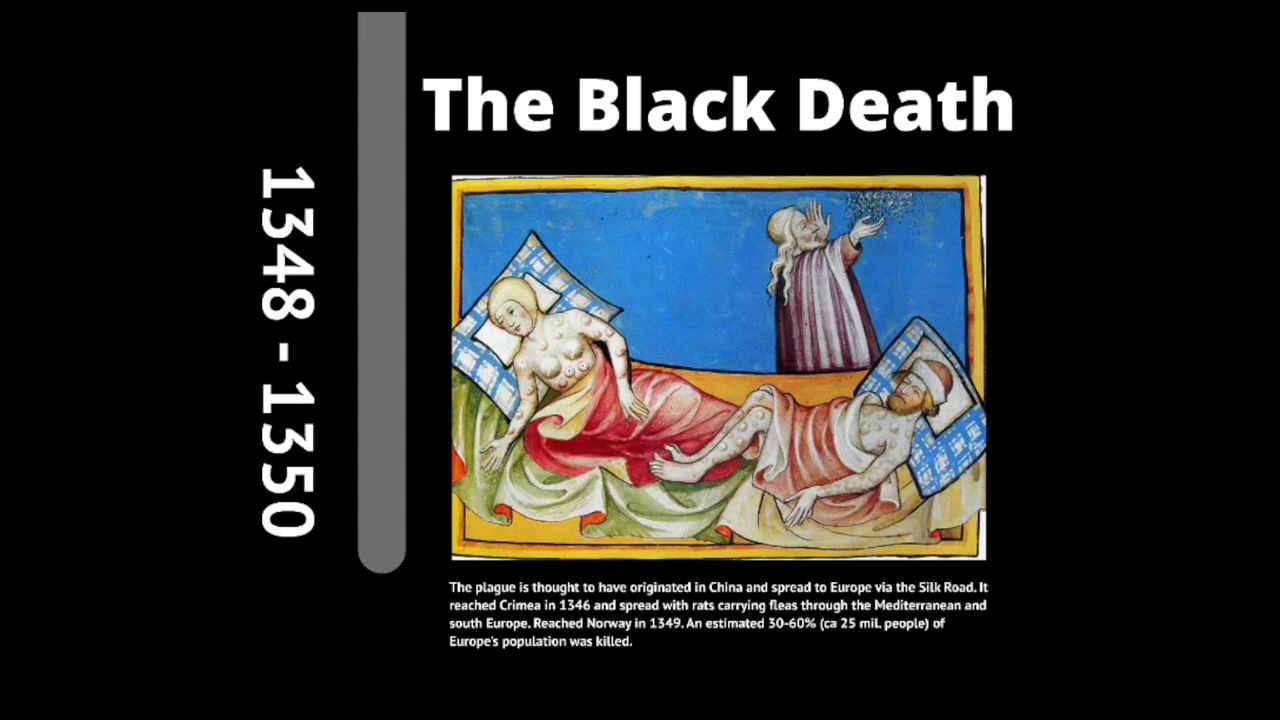 The Black Death
1348 - 1350
The plague is thought to have originated in China and spread to Europe via the Silk Road. It
reached Crimea in 1346 and spread with rats carrying fleas through the Mediterranean and
south Europe. Reached Norway in 1349. An estimated 30-60% (ca 25 mil. people) of
Europe's population was killed.